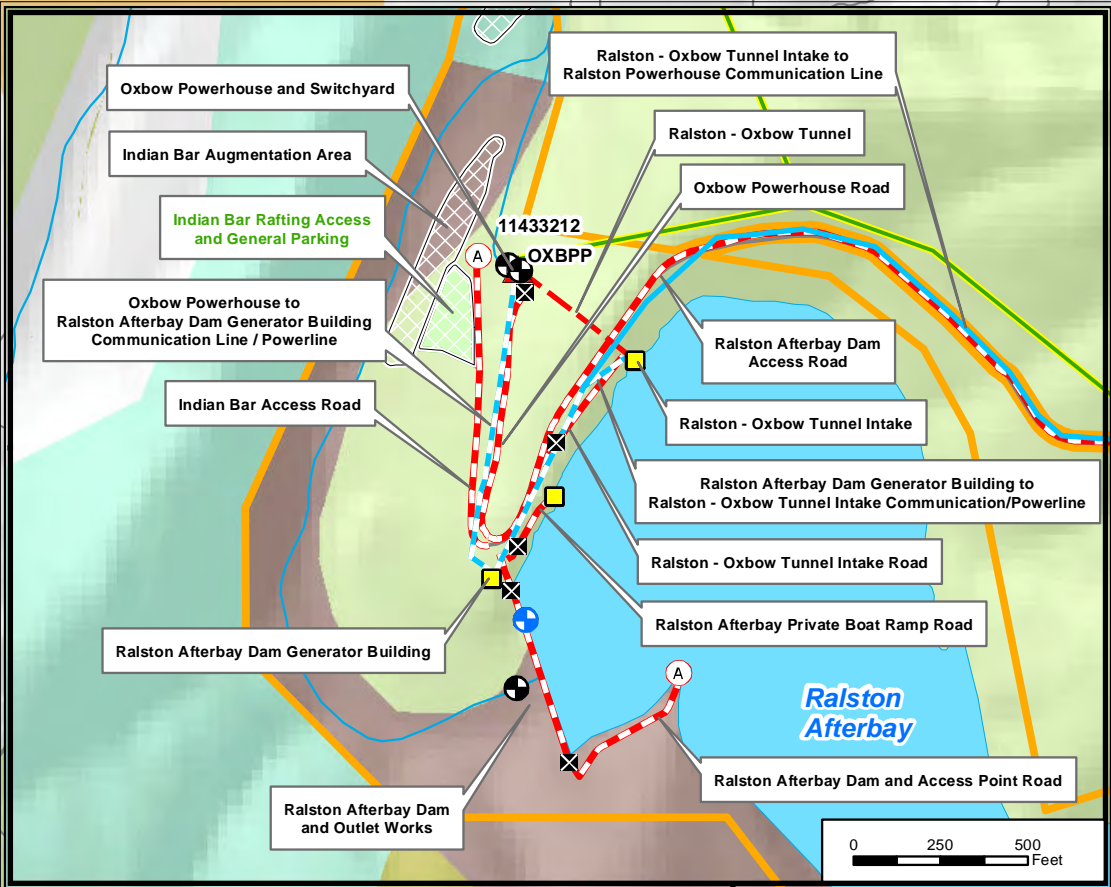 Ralston - Oxbow Tunnel Intake to
Ralston Powerhouse Communication Line
Oxbow Powerhouse and Switchyard
Ralston - Oxbow Tunnel
Indian Bar Augmentation Area
Oxbow Powerhouse Road
Indian Bar Rafting Access
and General Parking
11433212
A
OXBPP
Oxbow Powerhouse to
Ralston Afterbay Dam Generator Building
Communication Line / Powerline
Ralston Afterbay Dam
Access Road
Indian Bar Access Road
Ralston - Oxbow Tunnel Intake
Ralston Afterbay Dam Generator Building to
Ralston - Oxbow Tunnel Intake Communication/Powerline
Ralston - Oxbow Tunnel Intake Road
Ralston Afterbay Private Boat Ramp Road
Ralston Afterbay Dam Generator Building
A
Ralston
Afterbay
Ralston Afterbay Dam and Access Point Road
Ralston Afterbay Dam
and Outlet Works
0 250 500
Feet